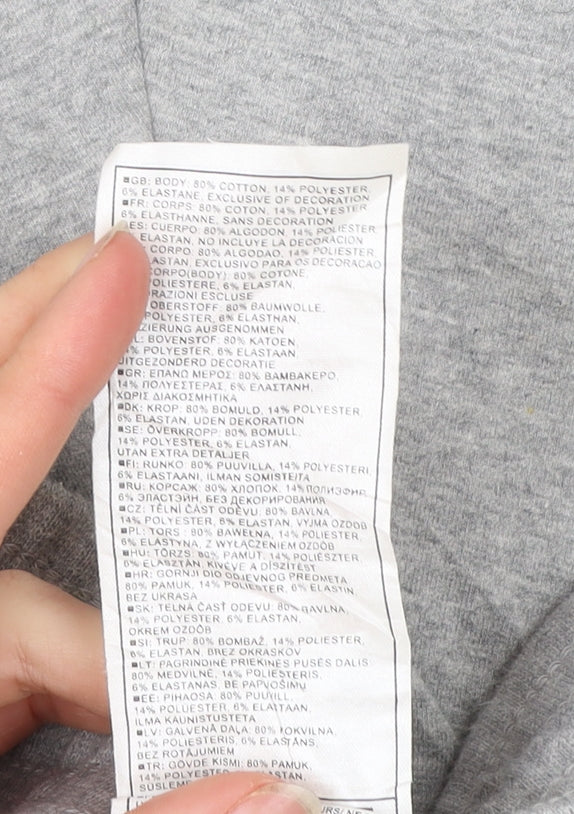 GB: BODY: 80% COTTON, 14% POLYESTER,
6% ELASTANE, EXCLUSIVE OF DECORATION
FR: CORPS: 80% COTON, 14% POLYESTER
6% ELASTHANNE, SANS DECORATION
ES: CUERPO: 80% ALGODON, 14% POLIESTER
ELASTAN, NO INCLUYE LA DECORACIÓN
CORPO: 80% ALGODAO, 14% POLIESTER,
ELASTAN, EXCLUSIVO PARA OS DECORACAO
CORPO(BODY): 80% COTONE,
POLIESTERE, 6% ELASTAN,
ORAZIONI ESCLUSE
OBERSTOFF: 80% BAUMWOLLE,
POLYESTER, 6% ELASTHAN,
ZIERUNG AUSGENOMMEN
L: BOVENSTOF: 80% KATOEN,
14% POLYESTER, 6% ELASTAAN,
UITGEZONDERD DECORATIE
GR: ΕΠΑΝΩ ΜΕΡΟΣ: 80% ΒΑΜΒΑΚΕΡΟ,
14% ΠΟΛΥΕΣΤΕΡΑΣ, 6% ΕΛΑΣΤΑΝΗ,
ΧΩΡΙΣ ΔΙΑΚΟΣΜΗΤΙΚΑ
DK: KROP: 80% BOMULD, 14% POLYESTER,
6% ELASTAN, UDEN DEKORATION
SE: ÖVERKROPP: 80% BOMULL,
14% POLYESTER, 6% ELASTAN,
UTAN EXTRA DETALJER
FI: RUNKO: 80% PUUVILLA, 14% POLYESTERI
6% ELASTAANI, ILMAN SOMISTEITA
RU: КОРСАЖ: 80% ХЛОПОК, 14% ПОЛИЭФИР,
6% ЭЛАСТЭЙН, БЕЗ ДЕКОРИРОВАНИЯ
CZ: TĚLNÍ ČÁST ODĚVU: 80% BAVLNA,
14% POLYESTER, 6% ELASTAN, VYJMA OZDOB
PL: TORS: 80% BAWEŁNA, 14% POLIESTER,
6% ELASTYNA, Z WYŁĄCZENIEM OZDÓB
HU: TÖRZS: 80% PAMUT, 14% POLIÉSZTER
6% ELASZTÁN, KIVÉVE A DÍSZÍTÉST
HR: GORNJI DIO ODJEVNOG PREDMETA
80% PAMUK, 14% POLIESTER, 6% ELASTIN
BEZ UKRASA
SK: TELNÁ ČASŤ ODEVU: 80% BAVLNA,
14% POLYESTER, 6% ELASTAN,
OKREM OZDÔB
SI: TRUP: 80% BOMBAŽ, 14% POLIESTER,
6% ELASTAN, BREZ OKRASKOV
LT: PAGRINDINĖ PRIEKINĖS PUSĖS DALIS:
80% MEDVILNĖ, 14% POLIESTERIS,
6% ELASTANAS, BE PAPUOŠIMŲ
EE: PIHAOSA: 80% PUUVILL,
14% POLUESTER, 6% ELASTAAN,
ILMA KAUNISTUSTETA
LV: GALVENĀ DAĻA: 80% KOKVILNA,
14% POLIESTERIS, 6% ELASTĀNS,
BEZ ROTĀJUMIEM
TR: GÖVDE KISMI: 80% PAMUK,
14% POLYESTER, ELASTAN,
SÜSLEME